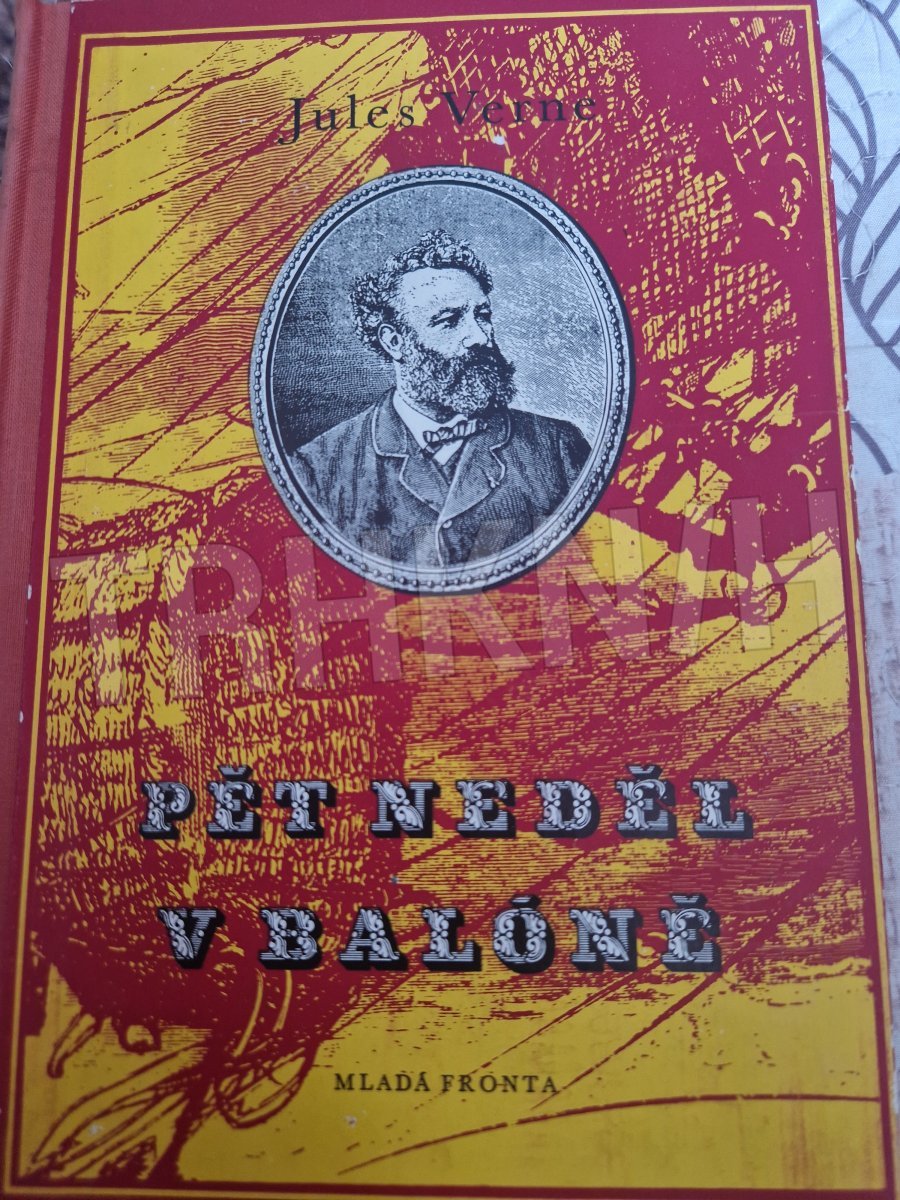 Jules Verne
TRHKNIH
PĚT NEDĚL
V BALÓNĚ
MLADÁ FRONTA